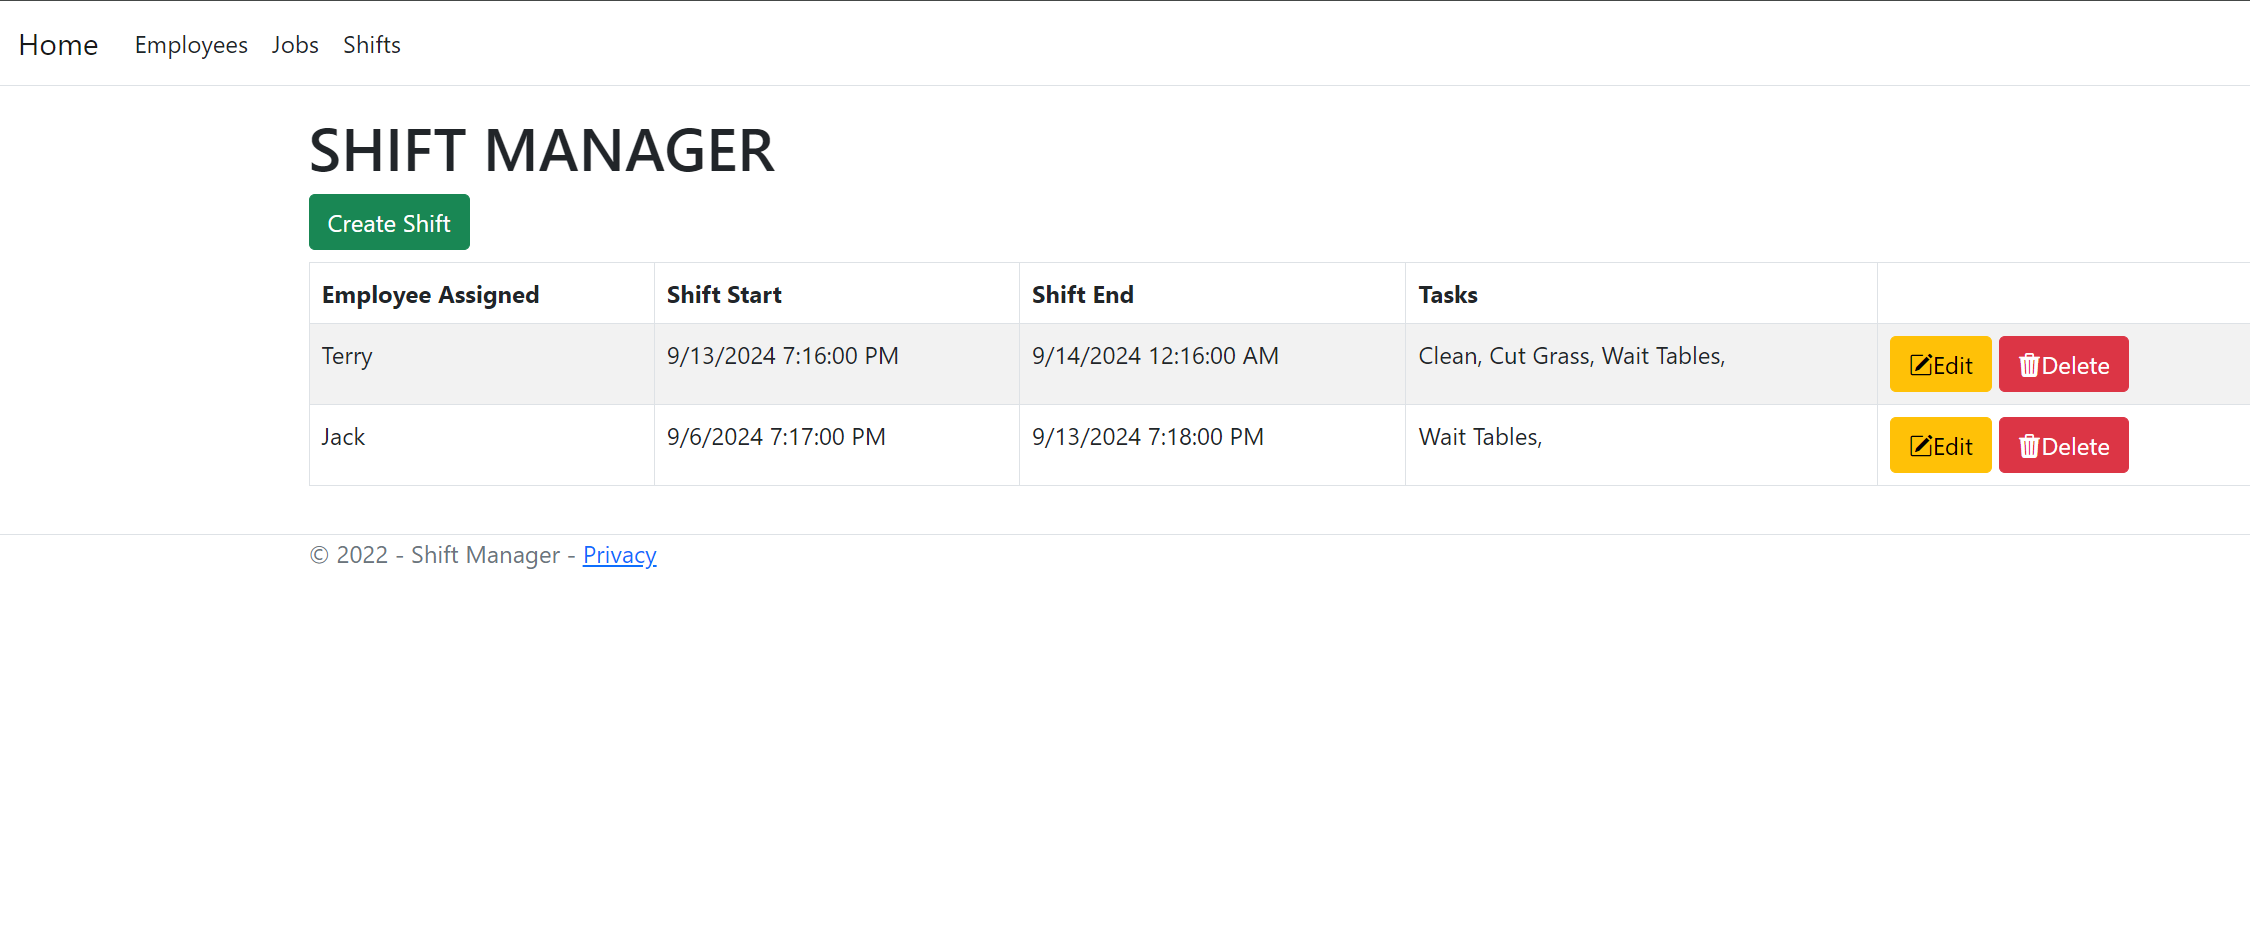 Home Employees Jobs Shifts
SHIFT MANAGER
Create Shift
Employee Assigned Shift Start Shift End Tasks
Terry 9/13/2024 7:16:00 PM 9/14/2024 12:16:00 AM Clean, Cut Grass, Wait Tables, Edit Delete
Jack 9/6/2024 7:17:00 PM 9/13/2024 7:18:00 PM Wait Tables, Edit Delete
© 2022 - Shift Manager - Privacy